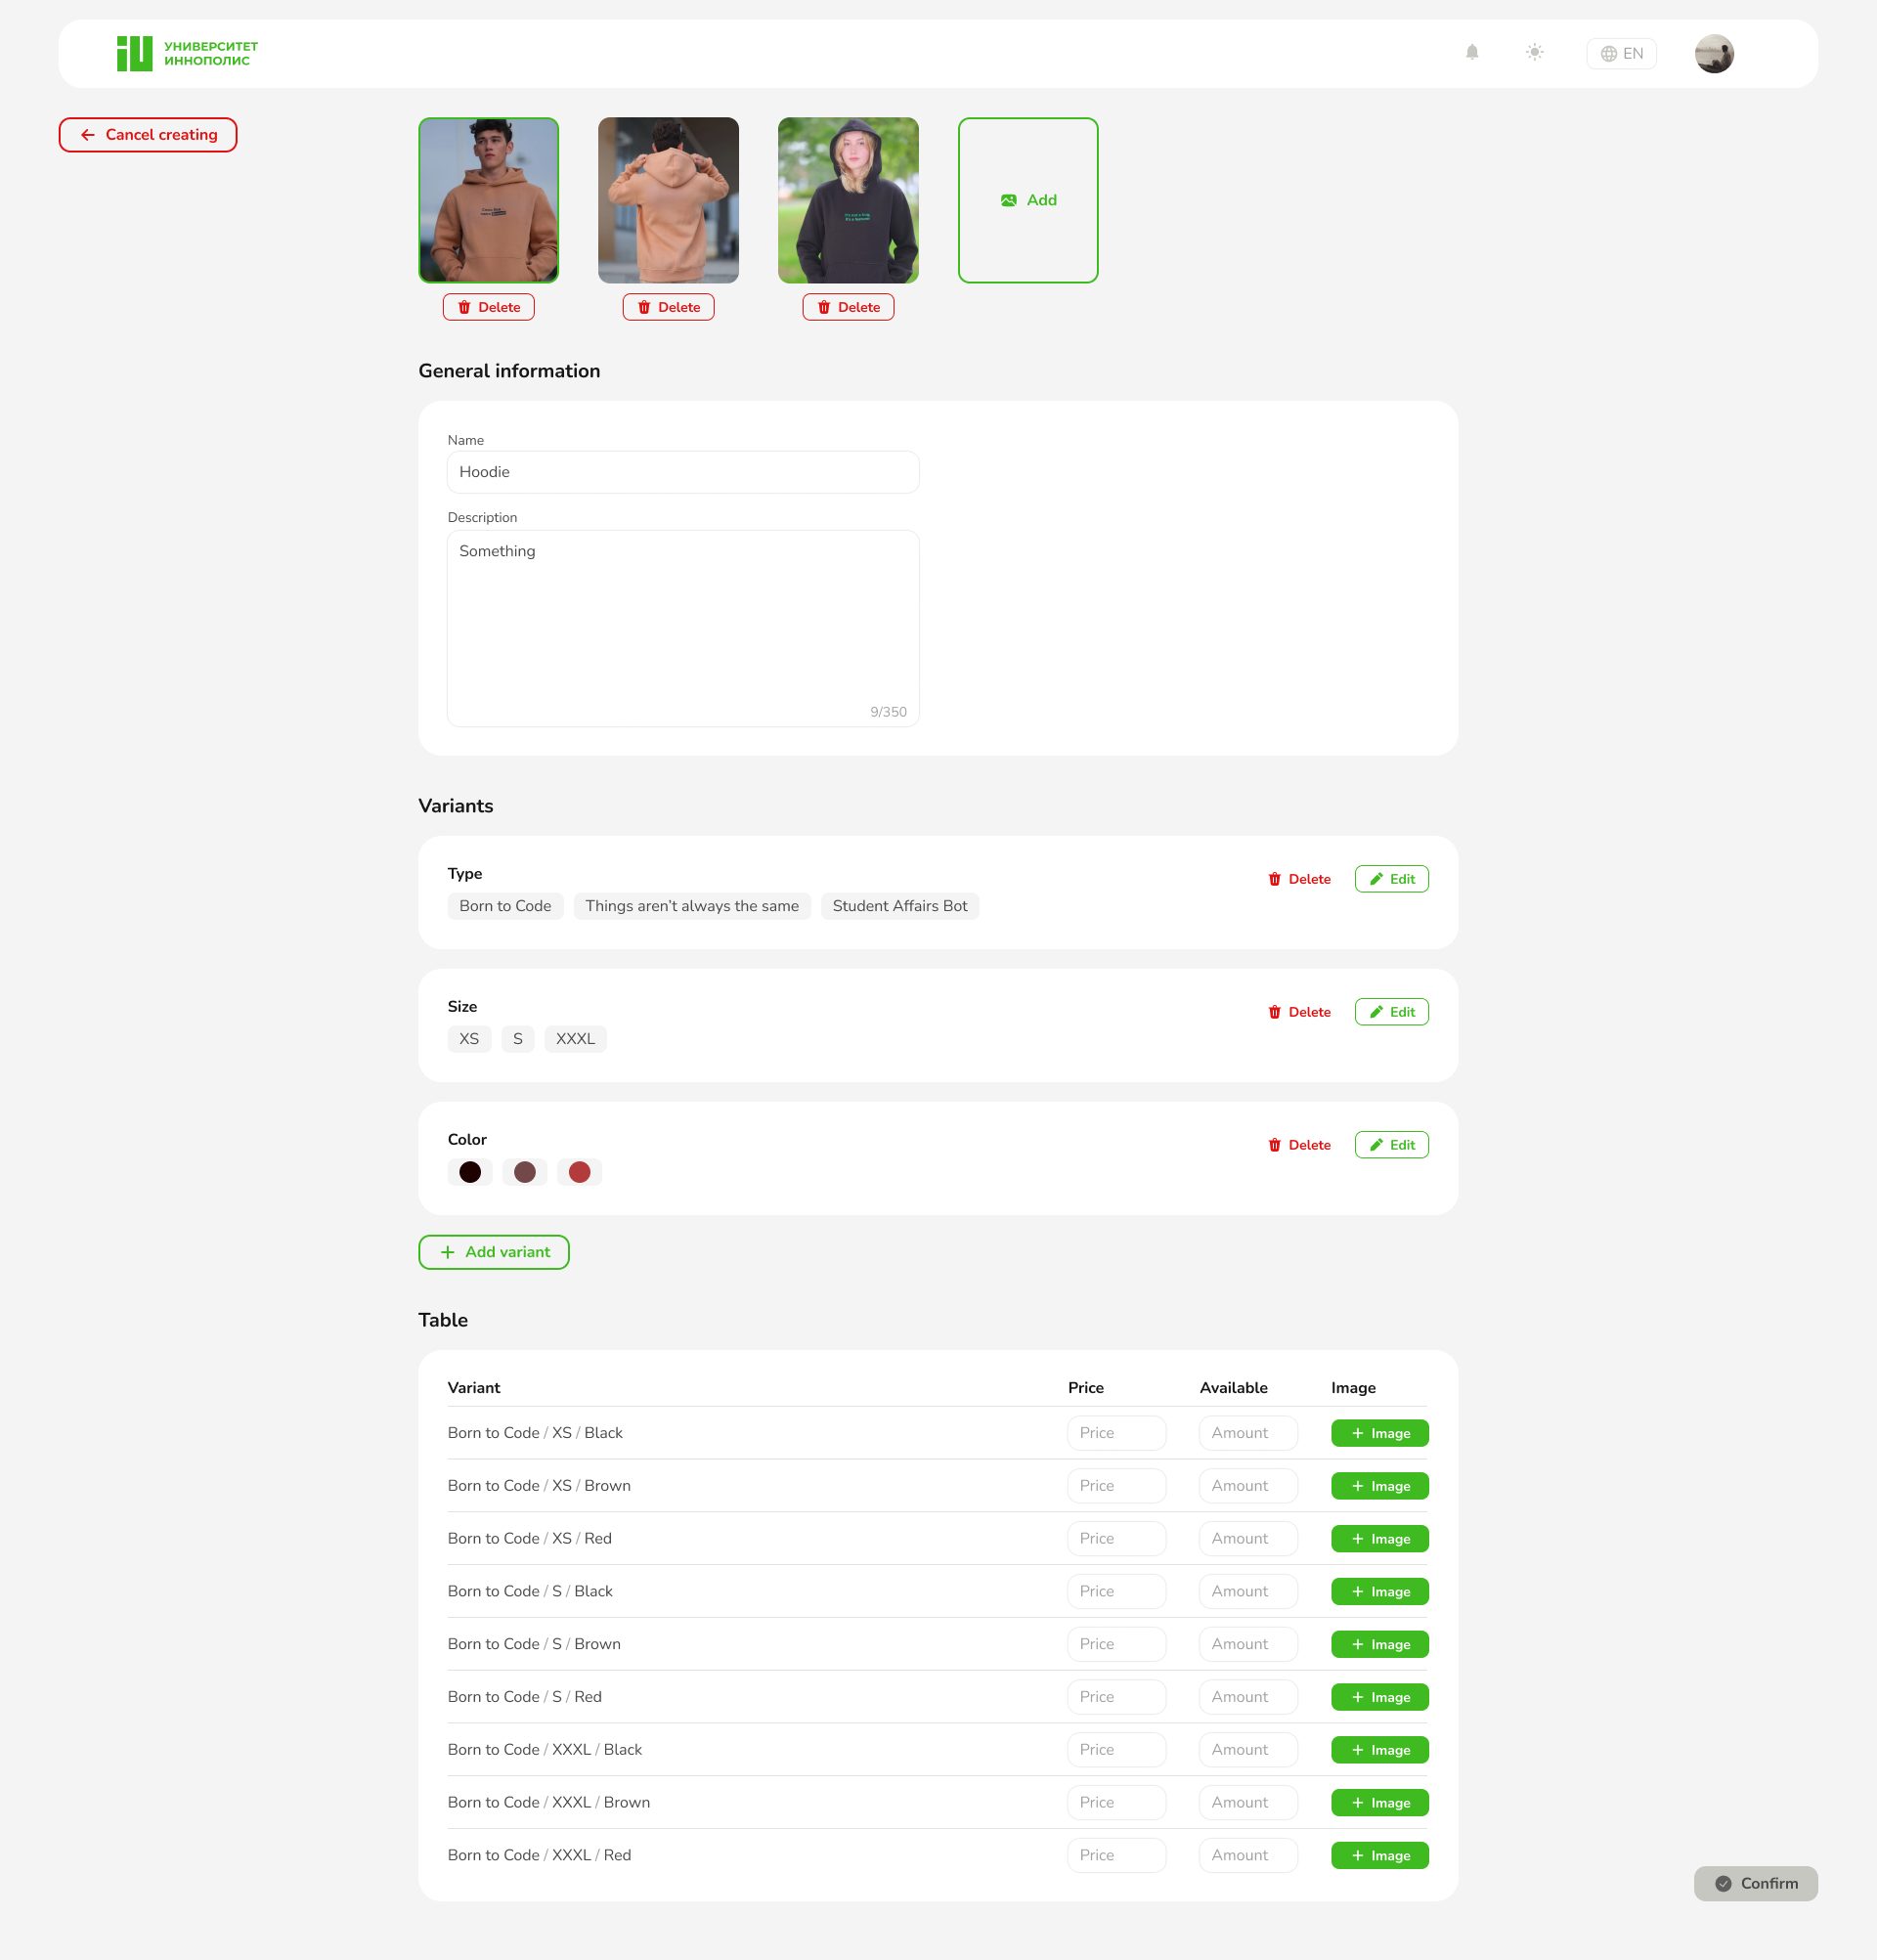 УНИВЕРСИТЕТ
ИННОПОЛИС
EN
Cancel creating
Add
Delete
Delete
Delete
General information
Name
Hoodie
Description
Something
9/350
Variants
Type
Delete
Edit
Born to Code
Things aren't always the same
Student Affairs Bot
Size
Delete
Edit
XS
S
XXXL
Color
Delete
Edit
Add variant
Table
Variant Price Available Image
Born to Code / XS / Black Price Amount Image
Born to Code / XS / Brown Price Amount Image
Born to Code / XS / Red Price Amount Image
Born to Code / S / Black Price Amount Image
Born to Code / S / Brown Price Amount Image
Born to Code / S / Red Price Amount Image
Born to Code / XXXL / Black Price Amount Image
Born to Code / XXXL / Brown Price Amount Image
Born to Code / XXXL / Red Price Amount Image
Confirm